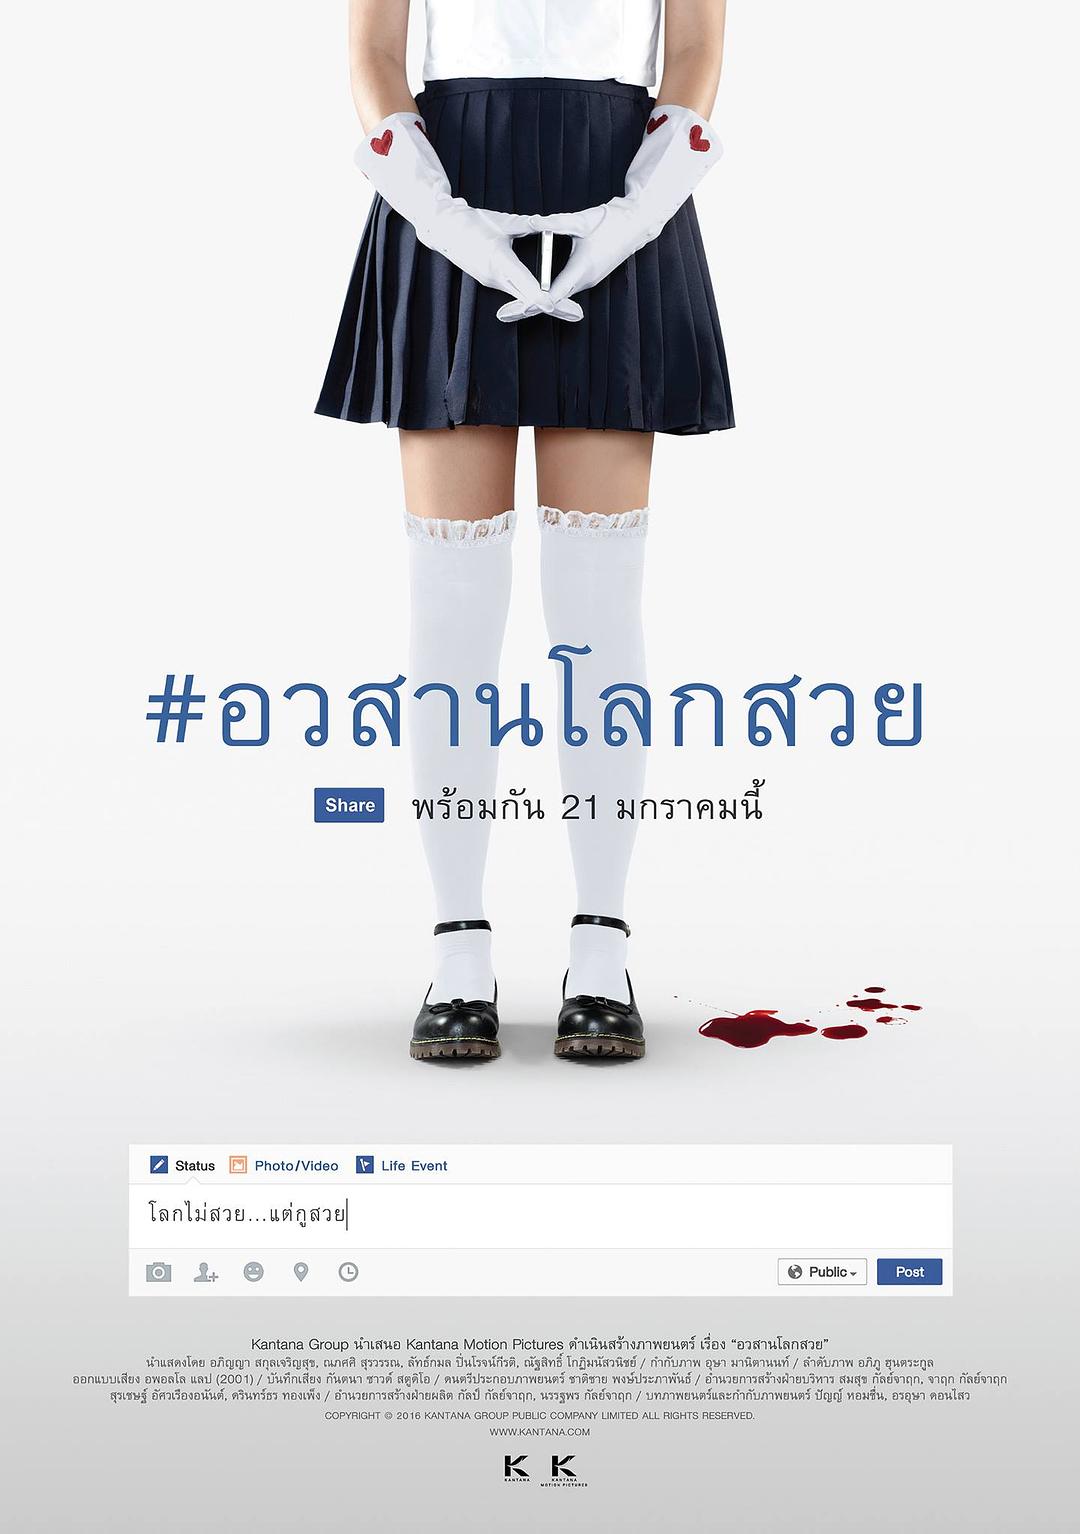 #อวสานโลกสวย
Share พร้อมกัน 21 มกราคมนี้
Status Photo/Video Life Event
โลกไม่สวย...แต่กูสวย
Public Post
Kantana Group นำเสนอ Kantana Motion Pictures ดำเนินสร้างภาพยนตร์ เรื่อง “อวสานโลกสวย”
นำแสดงโดย อภิญญา สกุลเจริญสุข, ณภศศิ สุรวรรณ, ลัทธ์กมล ปิ่นโรจน์กีรติ, ณัฐสิทธิ์ โกฏิมนัสวนิชย์ / กำกับภาพ อุษา มานิตานนท์ / ลำดับภาพ อภิภู ฮุนตระกูล
ออกแบบเสียง อพอลโล แลป (2001) / บันทึกเสียง กันตนา ซาวด์ สตูดิโอ / ดนตรีประกอบภาพยนตร์ ชาติชาย พงษ์ประภาพันธ์ / อำนวยการสร้างฝ่ายบริหาร สมสุข กัลย์จาฤก, จาฤก กัลย์จาฤก
สุรเชษฐ์ อัศวเรืองอนันต์, ดรินทร์ธร ทองเพ็ง / อำนวยการสร้างฝ่ายผลิต กัลป์ กัลย์จาฤก, นรรฐพร กัลย์จาฤก / บทภาพยนตร์และกำกับภาพยนตร์ ปัญญ์ หอมชื่น, อรอุษา ดอนไสว
COPYRIGHT © 2016 KANTANA GROUP PUBLIC COMPANY LIMITED ALL RIGHTS RESERVED.
WWW.KANTANA.COM
KANTANA KANTANA
MOTION PICTURES